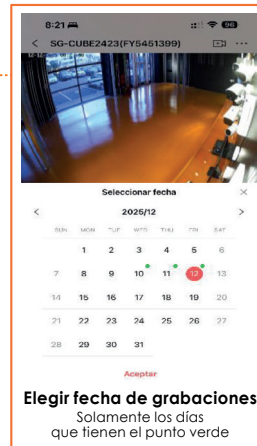 8:21 96
< SG-CUBE2423(FY5451399) ...
Seleccionar fecha ×
< 2025/12 >
SUN MON TUE WED THU FRI SAT
1 2 3 4 5 6
7 8 9 10 11 12 13
14 15 16 17 18 19 20
21 22 23 24 25 26 27
28 29 30 31
Aceptar
Elegir fecha de grabaciones
Solamente los días
que tienen el punto verde